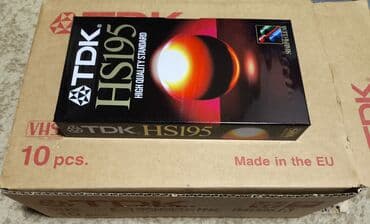 TDK
HS195
HIGH QUALITY STANDARD
TDK HS195
VHS
10 pcs.
Made in the EU
TDK